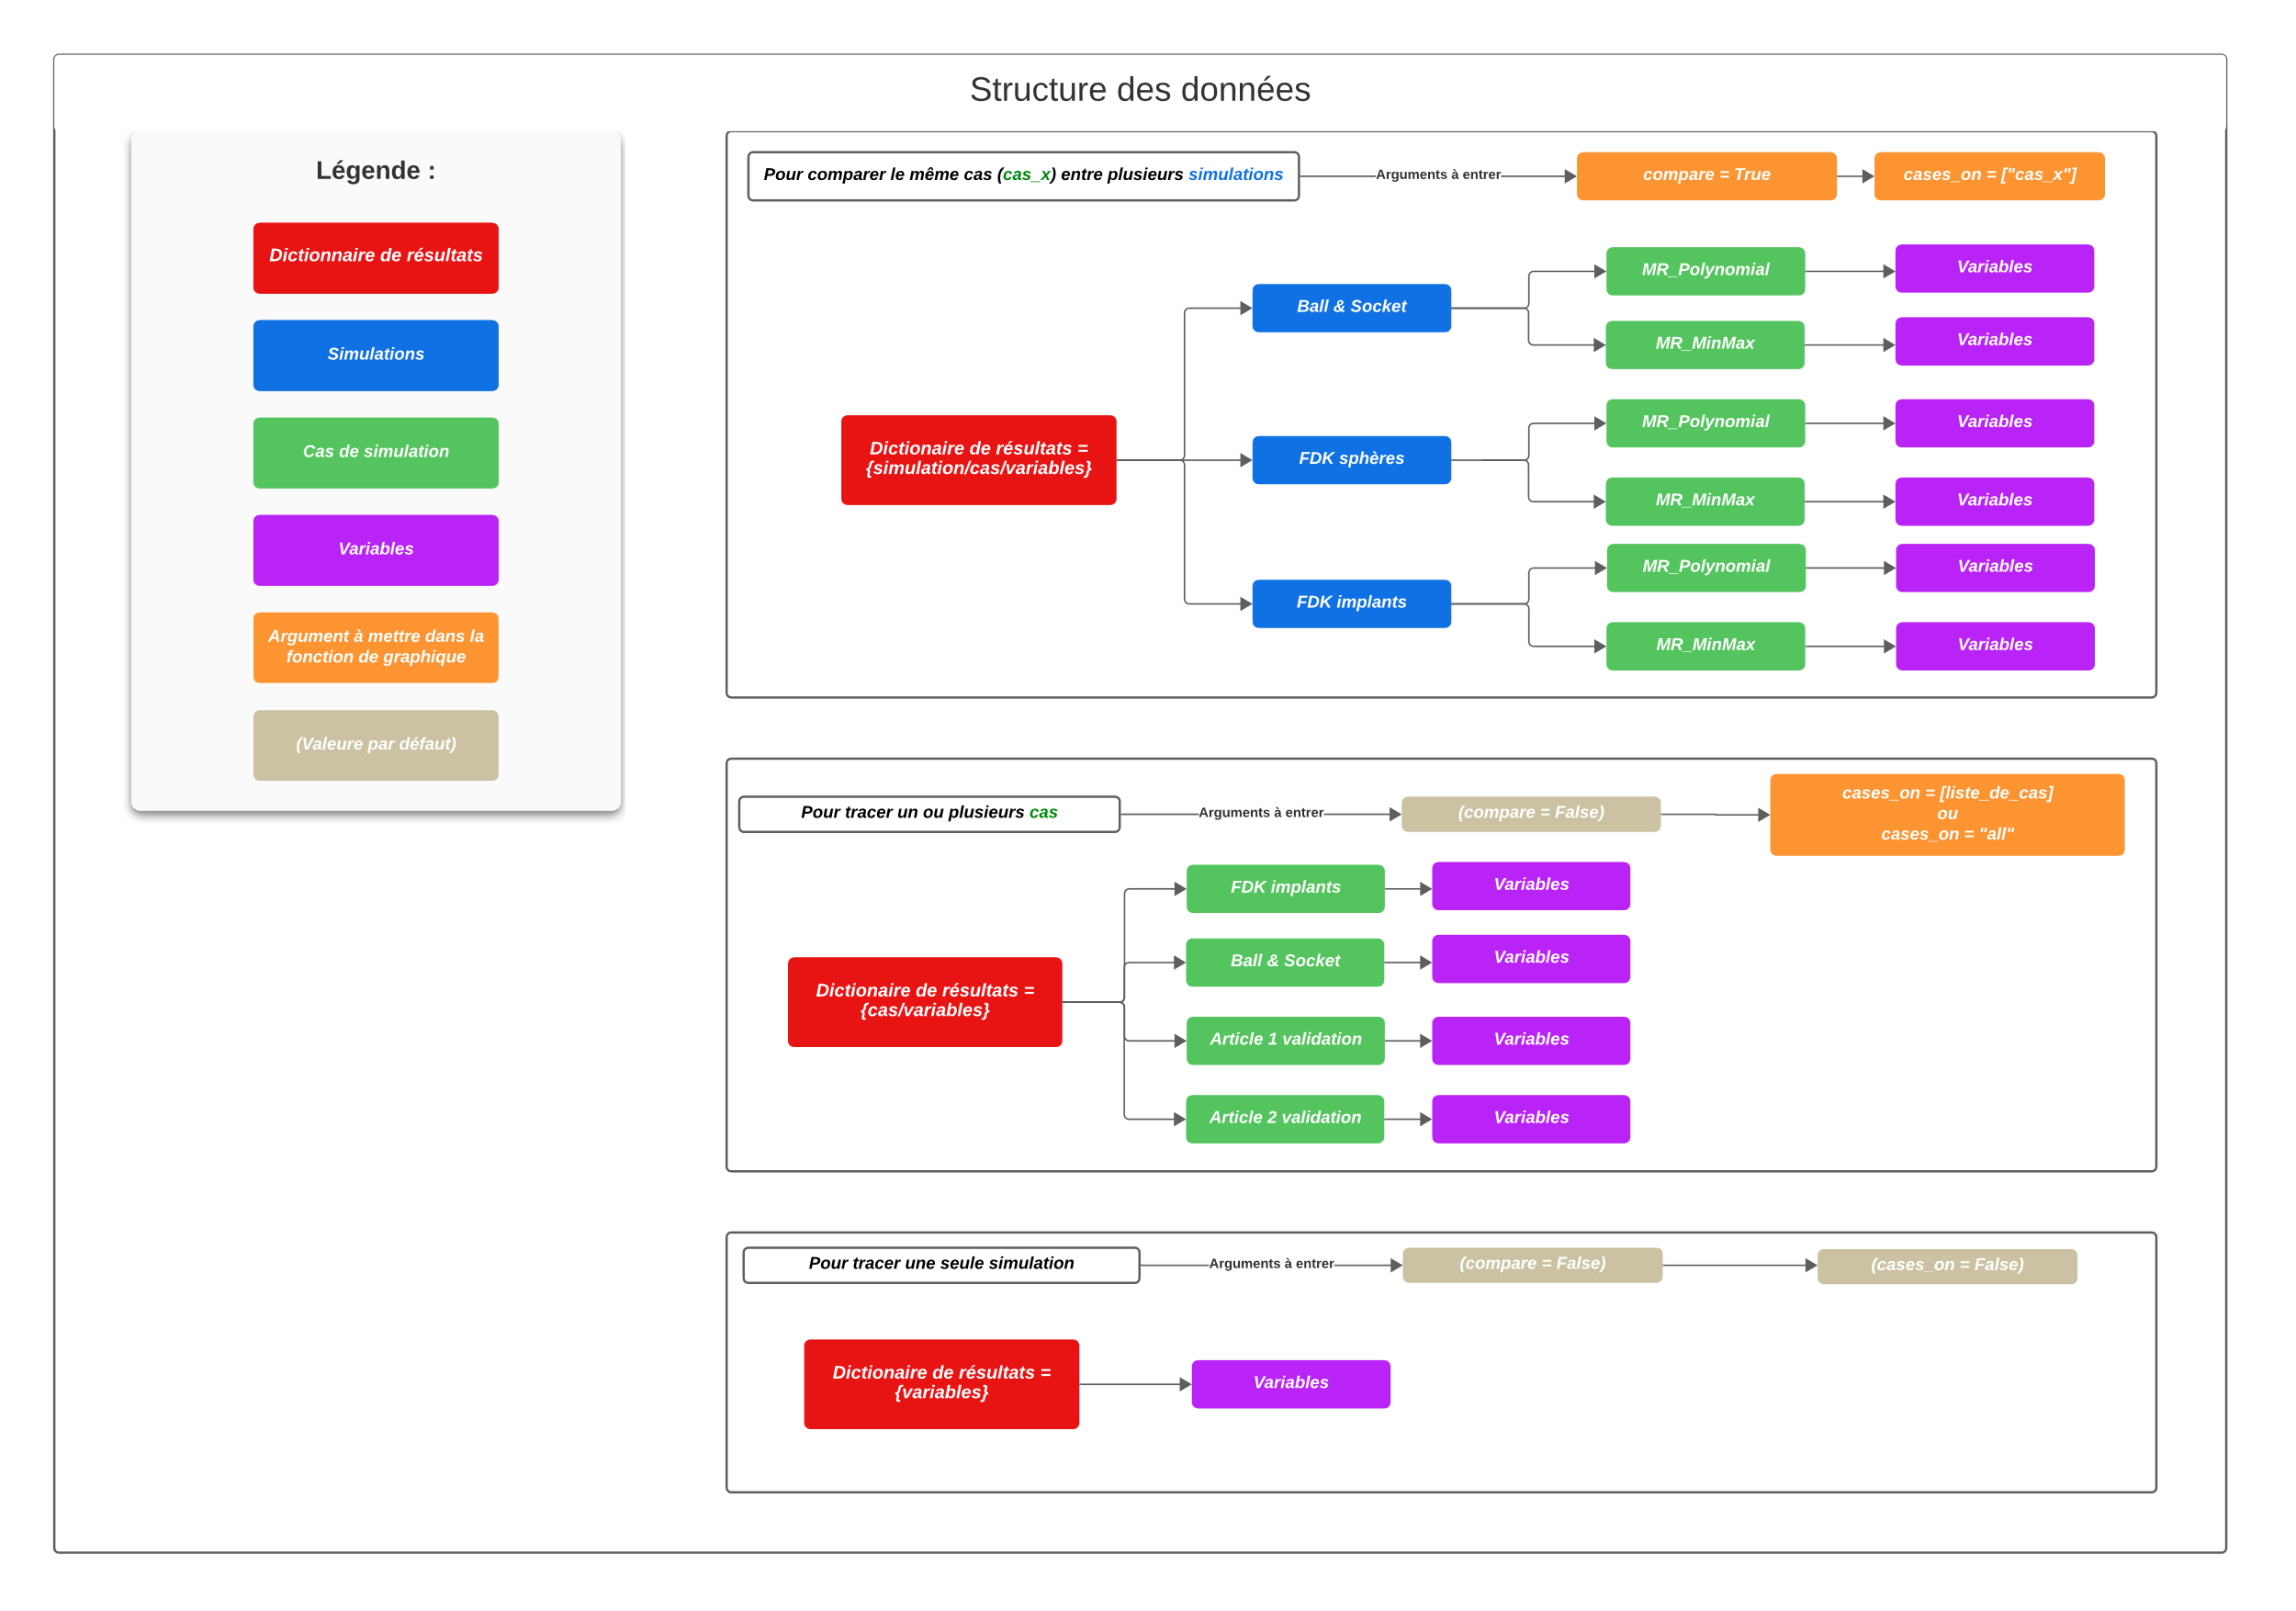 Structure des données
Légende :
Dictionnaire de résultats
Simulations
Cas de simulation
Variables
Argument à mettre dans la
fonction de graphique
(Valeure par défaut)
Pour comparer le même cas (cas_x) entre plusieurs simulations
Arguments à entrer
compare = True
cases_on = ["cas_x"]
Dictionaire de résultats =
{simulation/cas/variables}
Ball & Socket
MR_Polynomial
Variables
MR_MinMax
Variables
FDK sphères
MR_Polynomial
Variables
MR_MinMax
Variables
FDK implants
MR_Polynomial
Variables
MR_MinMax
Variables
Pour tracer un ou plusieurs cas
Arguments à entrer
(compare = False)
cases_on = [liste_de_cas]
ou
cases_on = "all"
Dictionaire de résultats =
{cas/variables}
FDK implants
Variables
Ball & Socket
Variables
Article 1 validation
Variables
Article 2 validation
Variables
Pour tracer une seule simulation
Arguments à entrer
(compare = False)
(cases_on = False)
Dictionaire de résultats =
{variables}
Variables